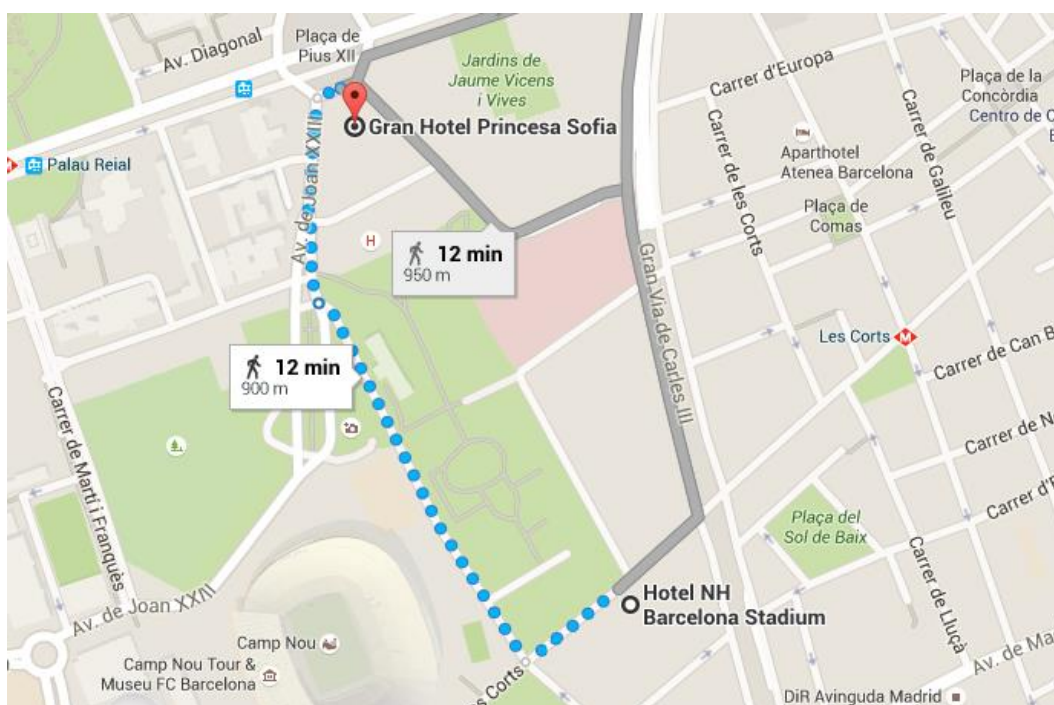 Plaça de
Pius XII
Av. Diagonal
Jardins de
Jaume Vicens
i Vives
Carrer d'Europa
Plaça de la
Concòrdia
Centro de
Gran Hotel Princesa Sofia
Palau Reial
Av. de Joan XXIII
Carrer de les Corts
Carrer de Galileu
Aparthotel
Atenea Barcelona
Plaça de
Comas
H
12 min
950 m
Gran Via de Carles III
Les Corts
M
Carrer de Can B
12 min
900 m
Carrer de Martí i Franquès
Carrer de N
Carrer d'
Plaça del
Sol de Baix
Hotel NH
Barcelona Stadium
Carrer de Lluçà
Av. de Joan XXIII
Camp Nou
Camp Nou Tour &
Museu FC Barcelona
es Corts
Av. de Ma
DiR Avinguda Madrid